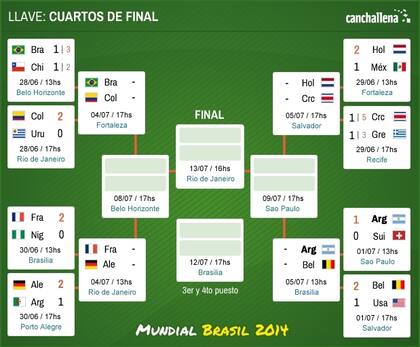 LLAVE: CUARTOS DE FINAL
canchallena
Bra 1 | 3
Chi 1 | 2
28/06 / 13hs
Belo Horizonte
Col 2
Uru 0
28/06 / 17hs
Rio de Janeiro
Fra 2
Nig 0
30/06 / 13hs
Brasilia
Ale 2
Arg 1
30/06 / 17hs
Porto Alegre
Bra -
Col -
04/07 / 17hs
Fortaleza
Fra -
Ale -
04/07 / 13hs
Rio de Janeiro
08/07 / 17hs
Belo Horizonte
FINAL
13/07 / 16hs
Rio de Janeiro
12/07 / 17hs
Brasilia
3er y 4to puesto
09/07 / 17hs
Sao Paulo
- Hol
- Crc
05/07 / 17hs
Salvador
- Arg
- Bel
05/07 / 13hs
Brasilia
2 Hol
1 Méx
29/06 / 13hs
Fortaleza
1 | 5 Crc
1 | 3 Gre
29/06 / 17hs
Recife
1 Arg
0 Sui
01/07 / 13hs
Sao Paulo
2 Bel
1 Usa
01/07 / 17hs
Salvador
Mundial Brasil 2014